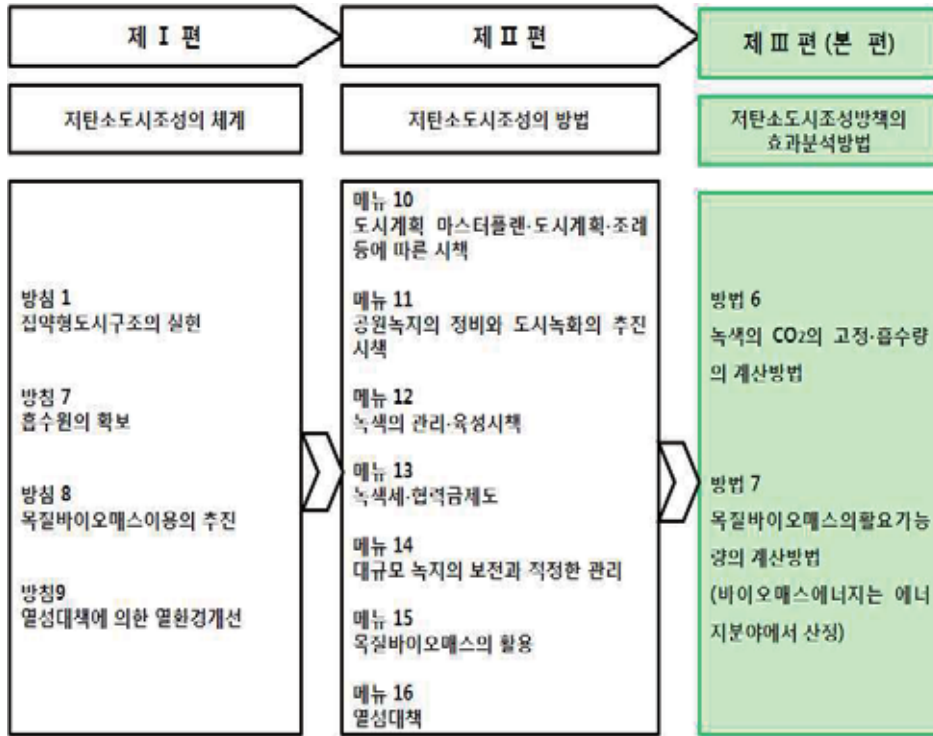 제 Ⅰ 편
제 Ⅱ 편
제 Ⅲ 편 (본 편)
저탄소도시조성의 체계
저탄소도시조성의 방법
저탄소도시조성방책의
효과분석방법
방침 1
집약형도시구조의 실현
방침 7
흡수원의 확보
방침 8
목질바이오매스이용의 추진
방침9
열섬대책에 의한 열환경개선
메뉴 10
도시계획 마스터플랜·도시계획·조례
등에 따른 시책
메뉴 11
공원녹지의 정비와 도시녹화의 추진
시책
메뉴 12
녹색의 관리·육성시책
메뉴 13
녹색세·협력금제도
메뉴 14
대규모 녹지의 보전과 적정한 관리
메뉴 15
목질바이오매스의 활용
메뉴 16
열섬대책
방법 6
녹색의 CO2의 고정·흡수량
의 계산방법
방법 7
목질바이오매스의활요가능
량의 계산방법
(바이오매스에너지는 에너
지분야에서 산정)